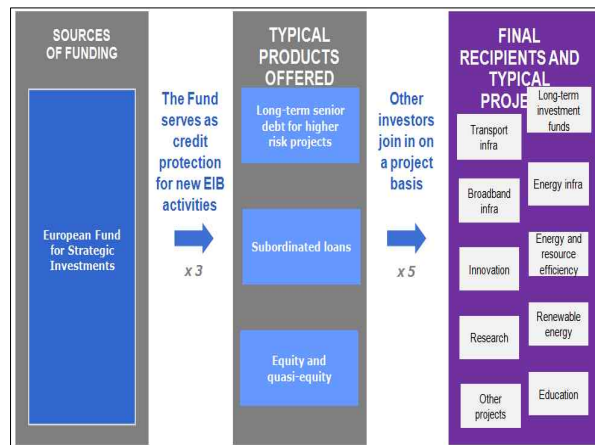 SOURCES
OF FUNDING
European Fund
for Strategic
Investments
The Fund
serves as
credit
protection
for new EIB
activities
x 3
TYPICAL
PRODUCTS
OFFERED
Long-term senior
debt for higher
risk projects
Subordinated loans
Equity and
quasi-equity
Other
investors
join in on
a project
basis
x 5
FINAL
RECIPIENTS AND
TYPICAL
PROJE
Long-term
investment
funds
Transport
infra
Energy infra
Broadband
infra
Energy and
resource
efficiency
Innovation
Renewable
energy
Research
Education
Other
projects